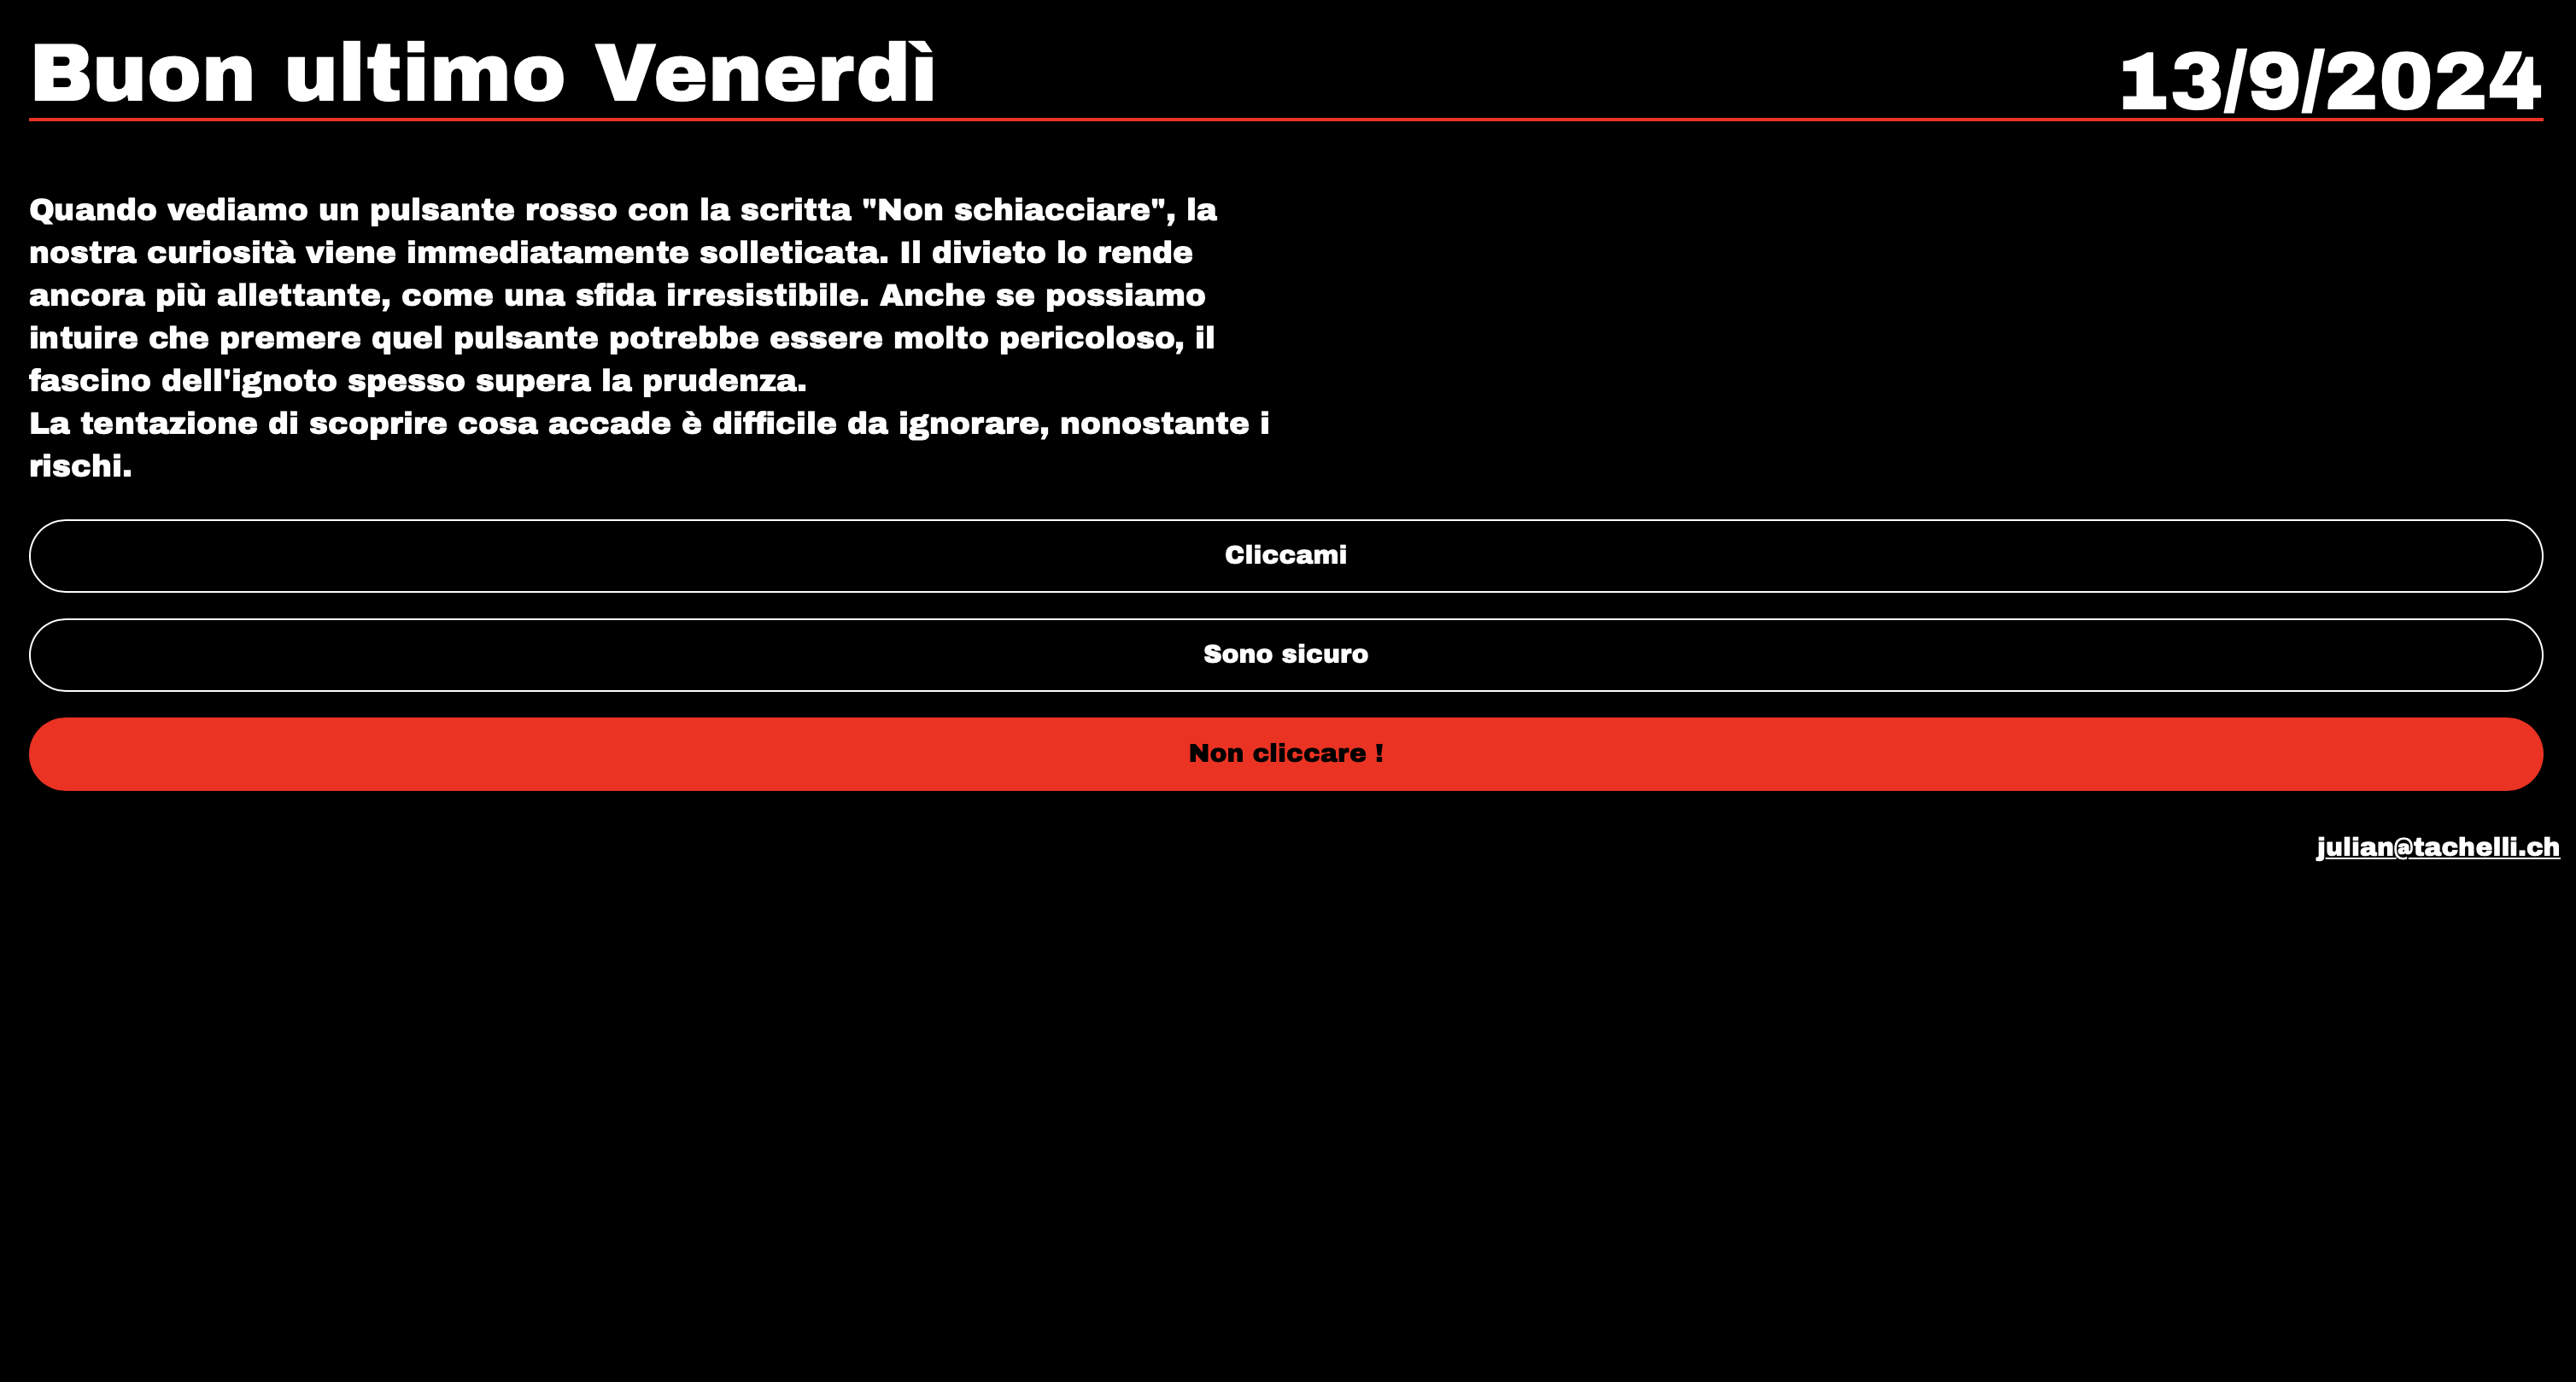 Buon ultimo Venerdì
13/9/2024
Quando vediamo un pulsante rosso con la scritta "Non schiacciare", la
nostra curiosità viene immediatamente solleticata. Il divieto lo rende
ancora più allettante, come una sfida irresistibile. Anche se possiamo
intuire che premere quel pulsante potrebbe essere molto pericoloso, il
fascino dell'ignoto spesso supera la prudenza.
La tentazione di scoprire cosa accade è difficile da ignorare, nonostante i
rischi.
Cliccami
Sono sicuro
Non cliccare !
julian@tachelli.ch